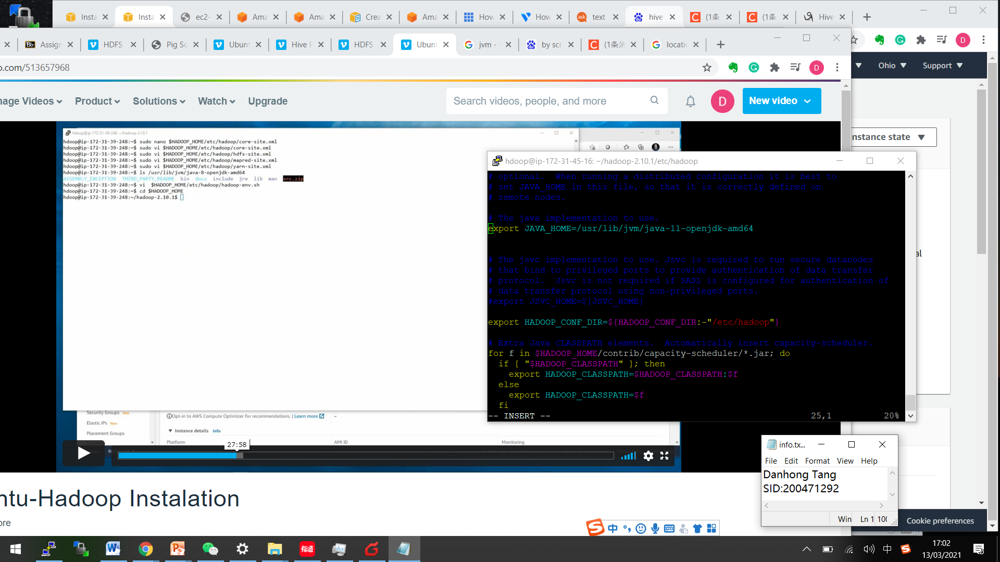 Insta
Insta
ec2-
Ama
Ama
Crea
Ama
How
How
text
hive
(1条
(1条
Hive
Assign
HDFS
Pig Sc
Ubunt
Hive F
HDFS
Ubunt
jvm -
by scr
(1条消
locatio
o.com/513657968
D
D
Ohio
Support
nage Videos
Product
Solutions
Watch
Upgrade
Search videos, people, and more
D
New video
nstance state
al
hdoop@ip-172-31-39-248: ~/hadoop-2.10.1
hdoop@ip-172-31-39-248:~$ sudo nano $HADOOP_HOME/etc/hadoop/core-site.xml
hdoop@ip-172-31-39-248:~$ sudo vi $HADOOP_HOME/etc/hadoop/core-site.xml
hdoop@ip-172-31-39-248:~$ sudo vi $HADOOP_HOME/etc/hadoop/hdfs-site.xml
hdoop@ip-172-31-39-248:~$ sudo vi $HADOOP_HOME/etc/hadoop/mapred-site.xml
hdoop@ip-172-31-39-248:~$ sudo vi $HADOOP_HOME/etc/hadoop/yarn-site.xml
hdoop@ip-172-31-39-248:~$ ls /usr/lib/jvm/java-8-openjdk-amd64
ASSEMBLY_EXCEPTION THIRD_PARTY_README bin docs include jre lib man src.zip
hdoop@ip-172-31-39-248:~$ vi  $HADOOP_HOME/etc/hadoop/hadoop-env.sh
hdoop@ip-172-31-39-248:~$ cd $HADOOP_HOME
hdoop@ip-172-31-39-248:~/hadoop-2.10.1$
hdoop@ip-172-31-45-16: ~/hadoop-2.10.1/etc/hadoop
# optional.  When running a distributed configuration it is best to
# set JAVA_HOME in this file, so that it is correctly defined on
# remote nodes.
# The java implementation to use.
export JAVA_HOME=/usr/lib/jvm/java-11-openjdk-amd64
# The jsvc implementation to use. Jsvc is required to run secure datanodes
# that bind to privileged ports to provide authentication of data transfer
# protocol.  Jsvc is not required if SASL is configured for authentication of
# data transfer protocol using non-privileged ports.
#export JSVC_HOME=${JSVC_HOME}
export HADOOP_CONF_DIR=${HADOOP_CONF_DIR:-"/etc/hadoop"}
# Extra Java CLASSPATH elements.  Automatically insert capacity-scheduler.
for f in $HADOOP_HOME/contrib/capacity-scheduler/*.jar; do
  if [ "$HADOOP_CLASSPATH" ]; then
    export HADOOP_CLASSPATH=$HADOOP_CLASSPATH:$f
  else
    export HADOOP_CLASSPATH=$f
  fi
-- INSERT --
25,1
20%
Security Groups New
Elastic IPs New
Placement Groups
Opt-in to AWS Compute Optimizer for recommendations. | Learn more
–
Instance details Info
Platform
AMI ID
Monitoring
27:58
info.tx...
File Edit Format View Help
Danhong Tang
SID:200471292
Win
Ln 1
100
ntu-Hadoop Instalation
ore
Cookie preferences
中
有道
中
17:02
13/03/2021